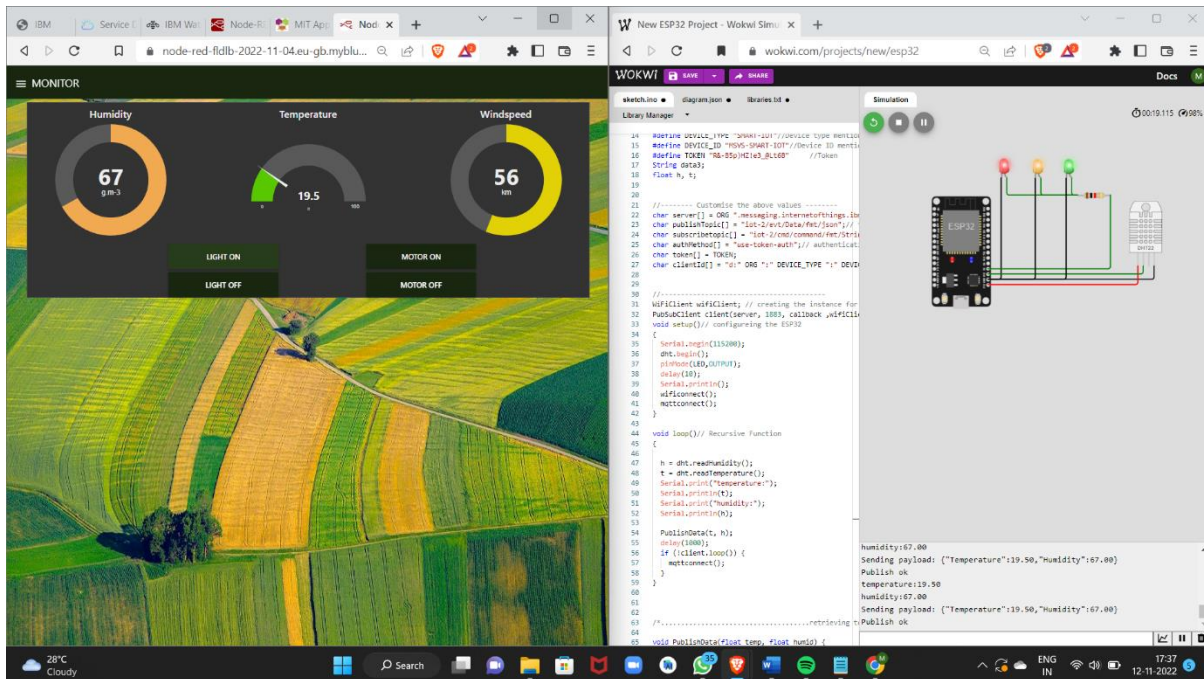 IBM
Service D
IBM Wat
Node-RE
MIT App
Node
node-red-fldlb-2022-11-04.eu-gb.myblu...
MONITOR
Humidity
Temperature
Windspeed
67
g.m-3
19.5
0
100
56
km
LIGHT ON
MOTOR ON
LIGHT OFF
MOTOR OFF
New ESP32 Project - Wokwi Simu
wokwi.com/projects/new/esp32
WOKWi
SAVE
SHARE
Docs
M
sketch.ino
diagram.json
libraries.txt
Library Manager
Simulation
00:19.115
98%
14 #define DEVICE_TYPE "SMART-IOT"//Device type mentio
15 #define DEVICE_ID "MSVS-SMART-IOT"//Device ID menti
16 #define TOKEN //Token
17 String data3;
18 float h, t;
19
20
21 //-------- Customise the above values --------
22 char server[] = ORG ".messaging.internetofthings.ibm
23 char publishTopic[] = "iot-2/evt/Data/fmt/json";//
24 char subscribetopic[] = "iot-2/cmd/command/fmt/Strin
25 char authMethod[] = "use-token-auth";// authenticati
26 char token[] = TOKEN;
27 char clientId[] = "d:" ORG ":" DEVICE_TYPE ":" DEVIC
28
29
30 //-----------------------------------------
31 WiFiClient wifiClient; // creating the instance for
32 PubSubClient client(server, 1883, callback ,wifiClie
33 void setup()// configureing the ESP32
34 {
35 Serial.begin(115200);
36 dht.begin();
37 pinMode(LED,OUTPUT);
38 delay(10);
39 Serial.println();
40 wificonnect();
41 mqttconnect();
42 }
43
44 void loop()// Recursive Function
45 {
46
47 h = dht.readHumidity();
48 t = dht.readTemperature();
49 Serial.print("temperature:");
50 Serial.println(t);
51 Serial.print("humidity:");
52 Serial.println(h);
53
54 PublishData(t, h);
55 delay(1000);
56 if (!client.loop()) {
57 mqttconnect();
58 }
59 }
60
61
62
63 /*.....................................retrieving to
64
65 void PublishData(float temp, float humid) {
ESP32
DHT22
humidity:67.00
Sending payload: {"Temperature":19.50,"Humidity":67.00}
Publish ok
temperature:19.50
humidity:67.00
Sending payload: {"Temperature":19.50,"Humidity":67.00}
Publish ok
28°C
Cloudy
Search
35
ENG
IN
17:37
12-11-2022
5